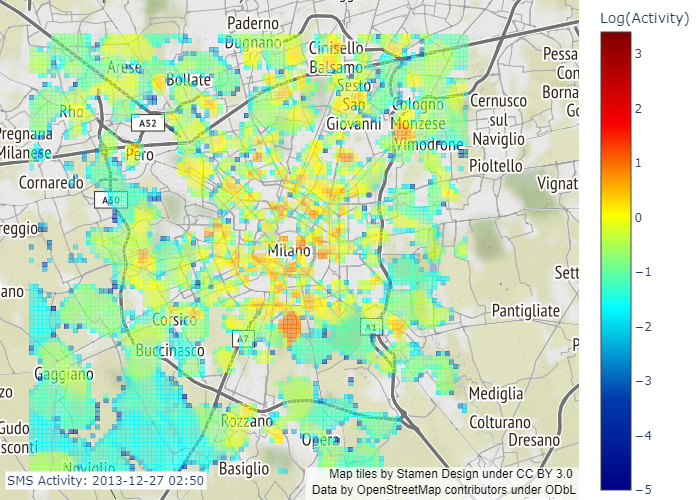 Log(Activity)
Paderno
Dugnano
Cinisello
Balsamo
Sesto
San
Giovanni
Arese
Bollate
Rho
Cologno
Monzese
Vimodrone
Cernusco
sul
Naviglio
Pioltello
Pessa
Con
Borna
Go
A52
Pregnana
Milanese
Pero
Cornaredo
A50
Vignat
reggio
Milano
Sett
ano
Corsico
A7
A1
Pantigliate
P
Buccinasco
Gaggiano
zo
Mediglia
Gudo
sconti
Rozzano
Opera
Colturano
Dresano
Noviglio
Basiglio
SMS Activity: 2013-12-27 02:50
Map tiles by Stamen Design under CC BY 3.0
Data by OpenStreetMap contributors under ODbL
3
2
1
0
−1
−2
−3
−4
−5